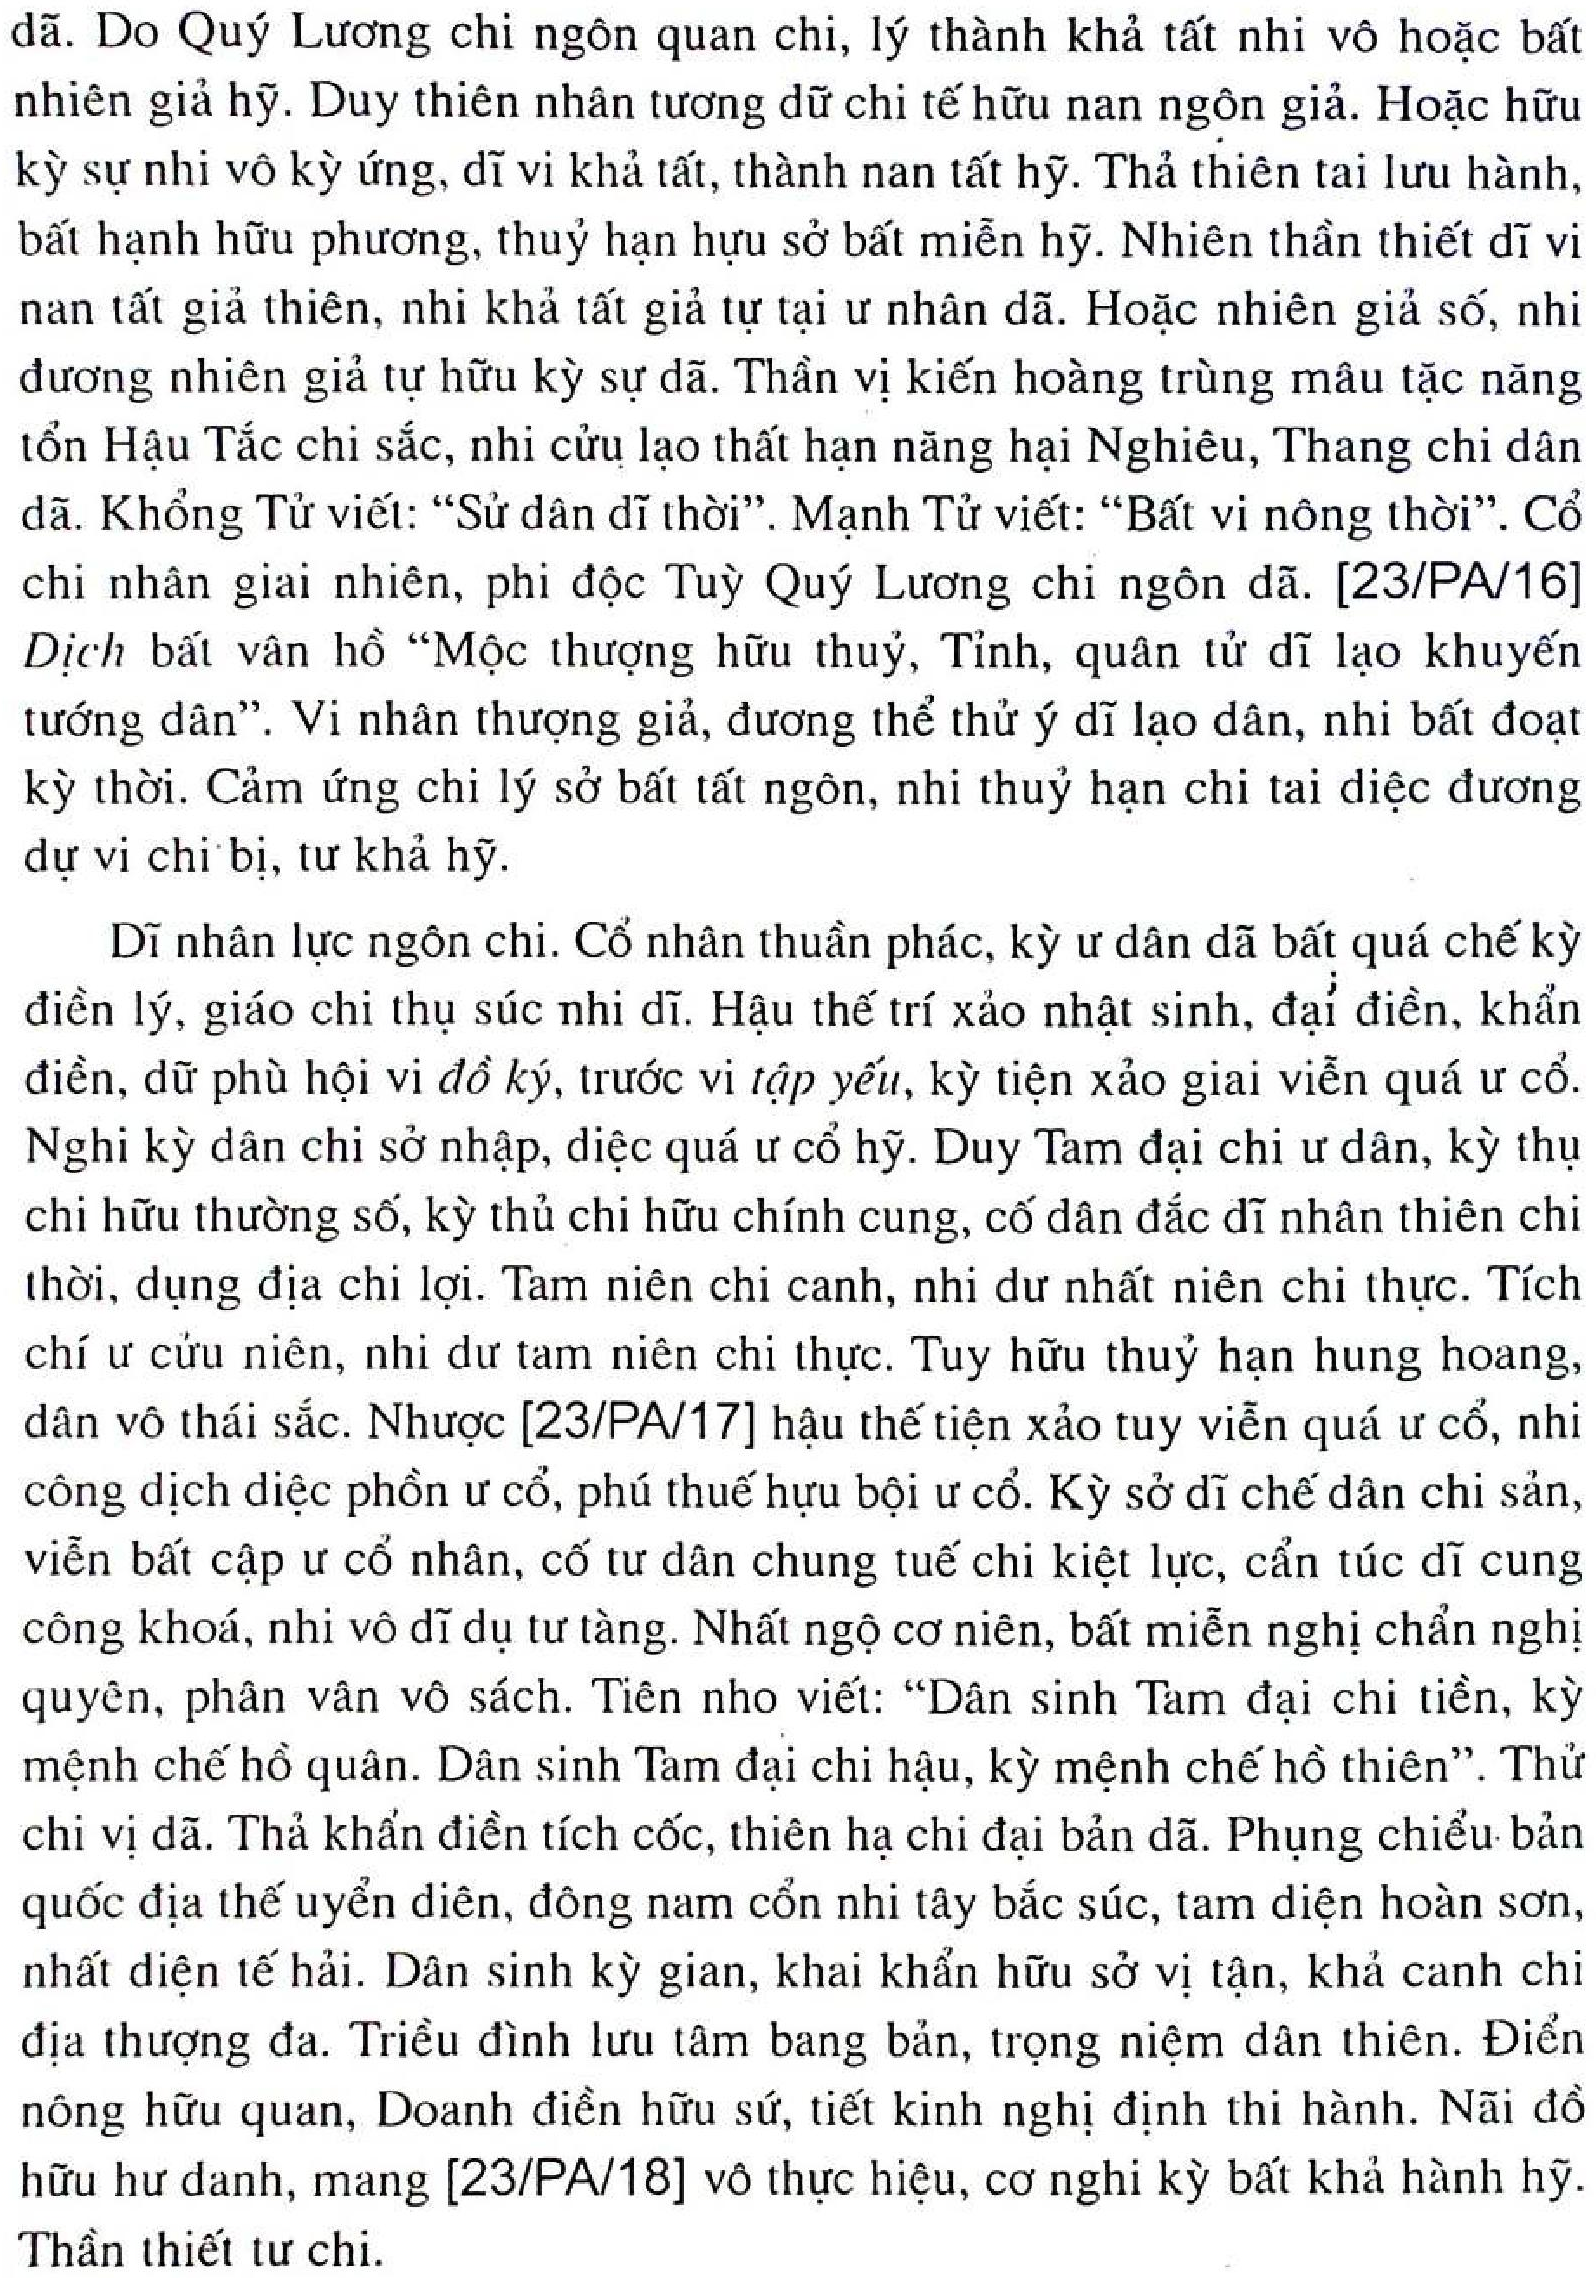 dã. Do Quý Lương chi ngôn quan chi, lý thành khả tất nhi vô hoặc bất
nhiên giả hỹ. Duy thiên nhân tương dữ chi tế hữu nan ngôn giả. Hoặc hữu
kỳ sự nhi vô kỳ ứng, dĩ vi khả tất, thành nan tất hỹ. Thả thiên tai lưu hành,
bất hạnh hữu phương, thuỷ hạn hựu sở bất miễn hỹ. Nhiên thần thiết dĩ vi
nan tất giả thiên, nhi khả tất giả tự tại ư nhân dã. Hoặc nhiên giả số, nhi
đương nhiên giả tự hữu kỳ sự dã. Thần vị kiến hoàng trùng mâu tặc năng
tổn Hậu Tắc chi sắc, nhi cửu lạo thất hạn năng hại Nghiêu, Thang chi dân
dã. Khổng Tử viết: “Sử dân dĩ thời”. Mạnh Tử viết: “Bất vi nông thời”. Cổ
chi nhân giai nhiên, phi độc Tuỳ Quý Lương chi ngôn dã. [23/PA/16]
Dịch bất vân hồ “Mộc thượng hữu thuỷ, Tỉnh, quân tử dĩ lạo khuyến
tướng dân”. Vi nhân thượng giả, đương thể thử ý dĩ lạo dân, nhi bất đoạt
kỳ thời. Cảm ứng chi lý sở bất tất ngôn, nhi thuỷ hạn chi tai diệc đương
dự vi chi bị, tư khả hỹ.
Dĩ nhân lực ngôn chi. Cổ nhân thuần phác, kỳ ư dân dã bất quá chế kỳ
điền lý, giáo chi thụ súc nhi dĩ. Hậu thế trí xảo nhật sinh, đại điền, khẩn
điền, dữ phù hội vi đồ ký, trước vi tập yếu, kỳ tiện xảo giai viễn quá ư cổ.
Nghi kỳ dân chi sở nhập, diệc quá ư cổ hỹ. Duy Tam đại chi ư dân, kỳ thụ
chi hữu thường số, kỳ thủ chi hữu chính cung, cố dân đắc dĩ nhân thiên chi
thời, dụng địa chi lợi. Tam niên chi canh, nhi dư nhất niên chi thực. Tích
chí ư cửu niên, nhi dư tam niên chi thực. Tuy hữu thuỷ hạn hung hoang,
dân vô thái sắc. Nhược [23/PA/17] hậu thế tiện xảo tuy viễn quá ư cổ, nhi
công dịch diệc phồn ư cổ, phú thuế hựu bội ư cổ. Kỳ sở dĩ chế dân chi sản,
viễn bất cập ư cổ nhân, cố tư dân chung tuế chi kiệt lực, cẩn túc dĩ cung
công khoá, nhi vô dĩ dụ tư tàng. Nhất ngộ cơ niên, bất miễn nghị chẩn nghị
quyên, phân vân vô sách. Tiên nho viết: “Dân sinh Tam đại chi tiền, kỳ
mệnh chế hồ quân. Dân sinh Tam đại chi hậu, kỳ mệnh chế hồ thiên”. Thử
chi vị dã. Thả khẩn điền tích cốc, thiên hạ chi đại bản dã. Phụng chiểu bản
quốc địa thế uyển diên, đông nam cổn nhi tây bắc súc, tam diện hoàn sơn,
nhất diện tế hải. Dân sinh kỳ gian, khai khẩn hữu sở vị tận, khả canh chi
địa thượng đa. Triều đình lưu tâm bang bản, trọng niệm dân thiên. Điển
nông hữu quan, Doanh điền hữu sứ, tiết kinh nghị định thi hành. Nãi đồ
hữu hư danh, mang [23/PA/18] vô thực hiệu, cơ nghi kỳ bất khả hành hỹ.
Thần thiết tư chi.